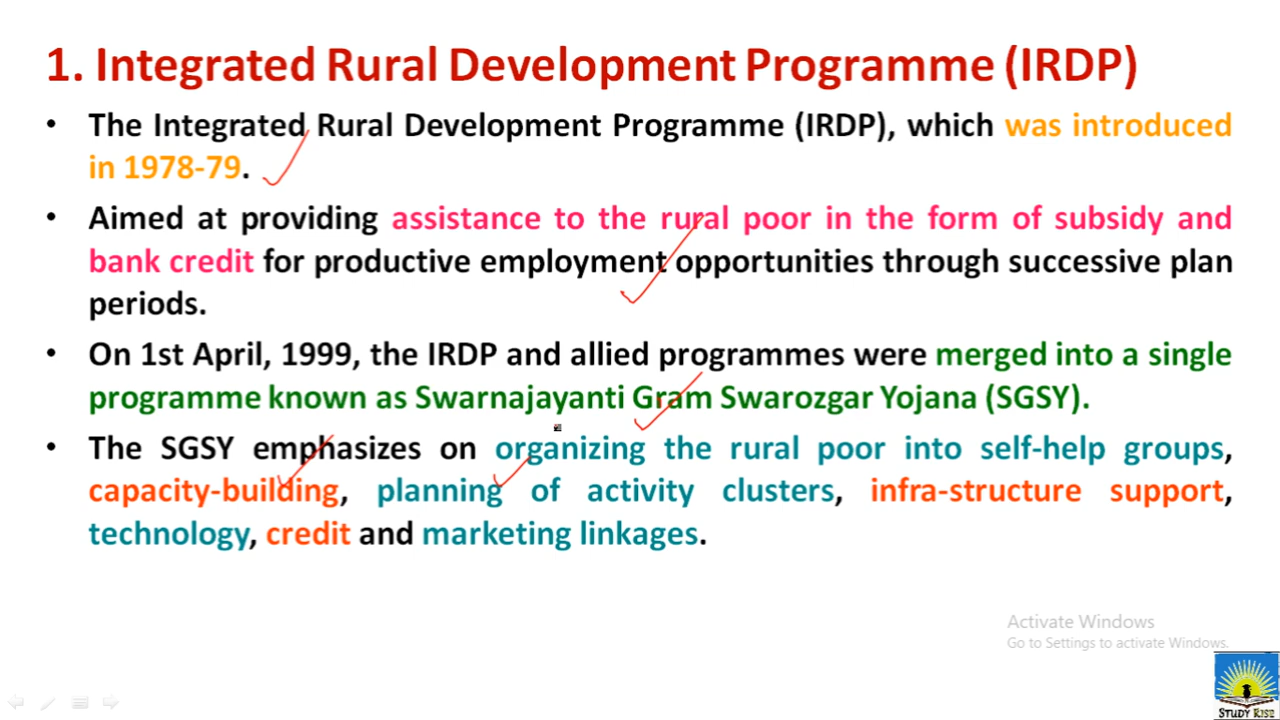 1. Integrated Rural Development Programme (IRDP)
• The Integrated Rural Development Programme (IRDP), which was introduced
in 1978-79.
• Aimed at providing assistance to the rural poor in the form of subsidy and
bank credit for productive employment opportunities through successive plan
periods.
• On 1st April, 1999, the IRDP and allied programmes were merged into a single
programme known as Swarnajayanti Gram Swarozgar Yojana (SGSY).
• The SGSY emphasizes on organizing the rural poor into self-help groups,
capacity-building, planning of activity clusters, infra-structure support,
technology, credit and marketing linkages.
Activate Windows
Go to Settings to activate Windows.
STUDY RISE